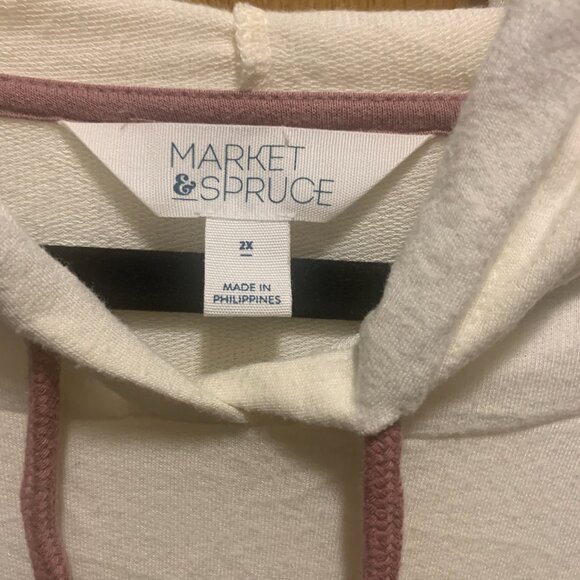 MARKET
&SPRUCE
2X
MADE IN
PHILIPPINES